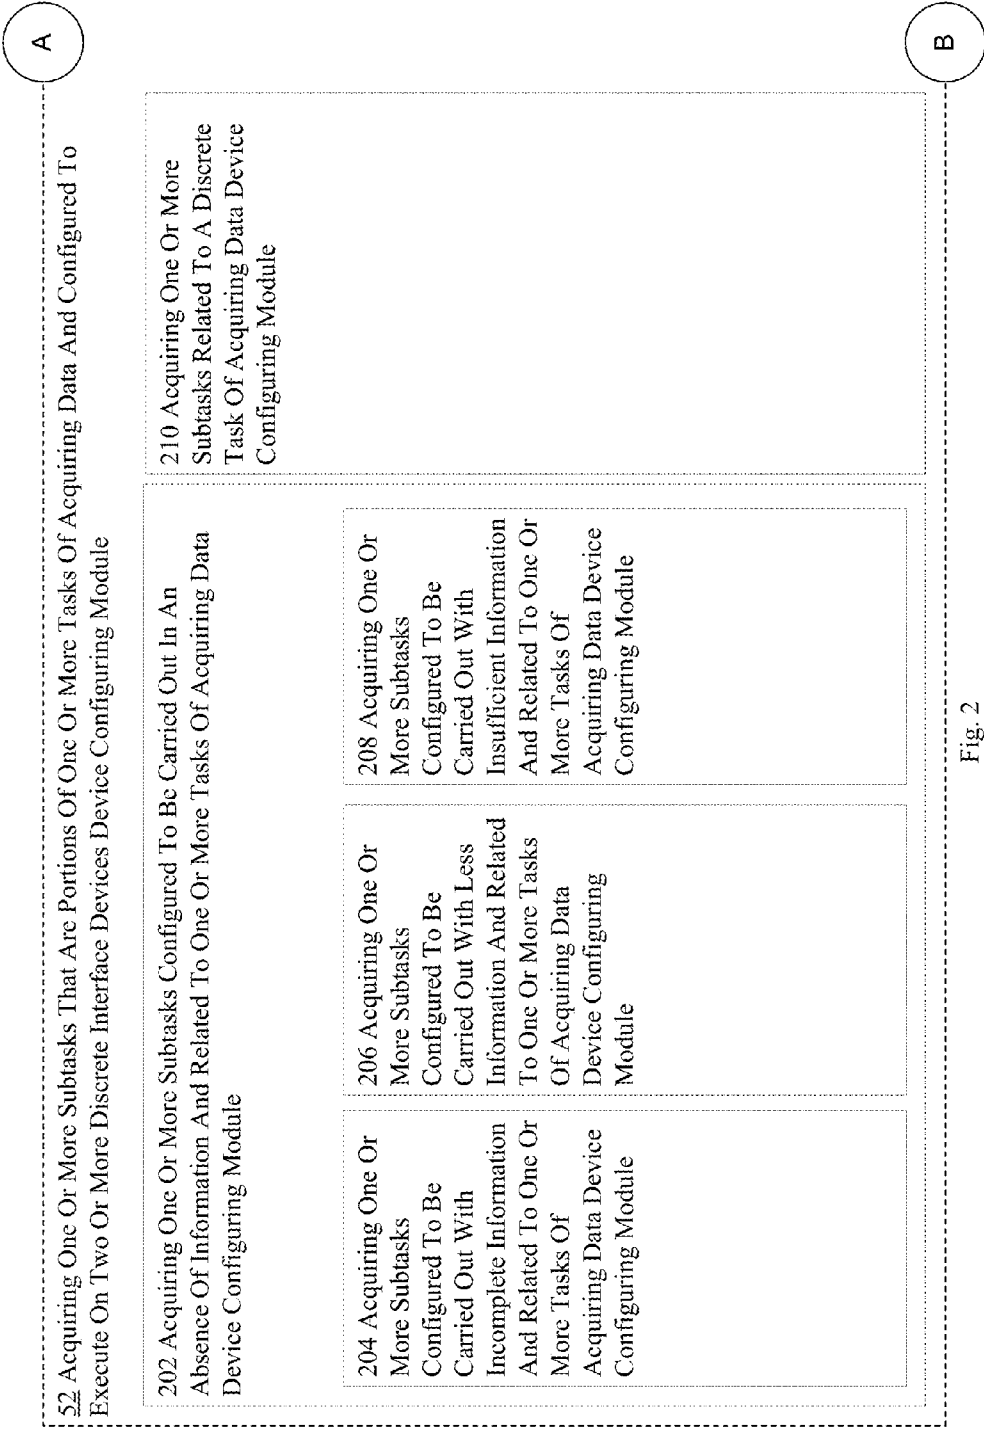 52 Acquiring One Or More Subtasks That Are Portions Of One Or More Tasks Of Acquiring Data And Configured To
Execute On Two Or More Discrete Interface Devices Device Configuring Module
202 Acquiring One Or More Subtasks Configured To Be Carried Out In An
Absence Of Information And Related To One Or More Tasks Of Acquiring Data
Device Configuring Module
204 Acquiring One Or
More Subtasks
Configured To Be
Carried Out With
Incomplete Information
And Related To One Or
More Tasks Of
Acquiring Data Device
Configuring Module
206 Acquiring One Or
More Subtasks
Configured To Be
Carried Out With Less
Information And Related
To One Or More Tasks
Of Acquiring Data
Device Configuring
Module
208 Acquiring One Or
More Subtasks
Configured To Be
Carried Out With
Insufficient Information
And Related To One Or
More Tasks Of
Acquiring Data Device
Configuring Module
210 Acquiring One Or More
Subtasks Related To A Discrete
Task Of Acquiring Data Device
Configuring Module
A
B
Fig. 2